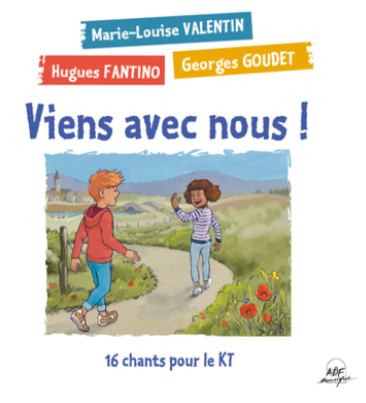 Marie-Louise VALENTIN
Hugues FANTINO
Georges GOUDET
Viens avec nous !
16 chants pour le KT
ADF